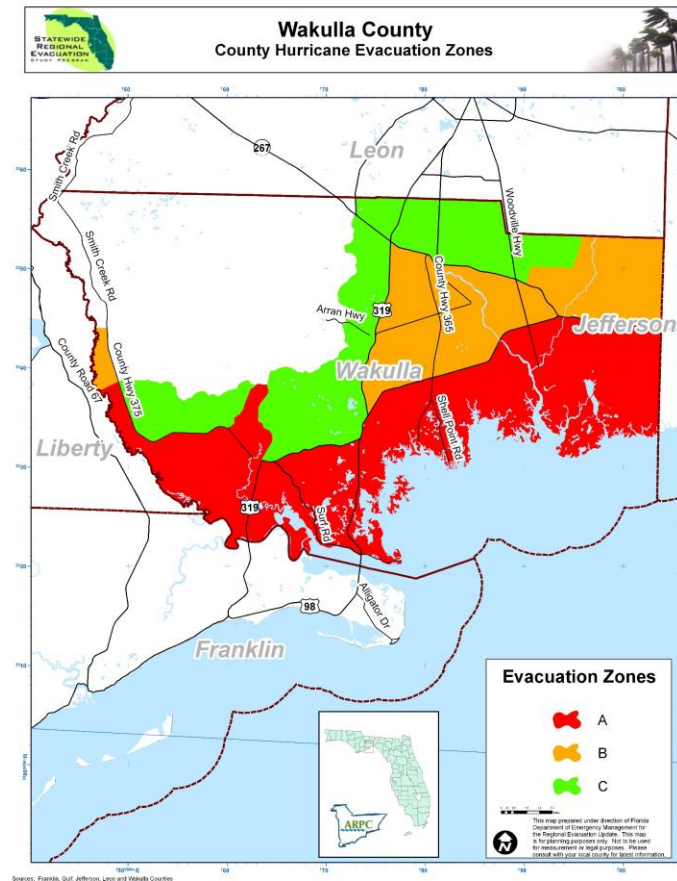 STATEWIDE
REGIONAL
EVACUATION
STUDY PROGRAM
Wakulla County
County Hurricane Evacuation Zones
Smith Creek Rd
267
Leon
Woodville Hwy
Smith Creek Rd
County Hwy 365
Arran Hwy
319
Jefferson
County Road 67
County Hwy 375
Wakulla
Liberty
Shell Point Rd
319
Surf Rd
98
Alligator Dr
Franklin
Evacuation Zones
A
B
C
ARPC
N
This map prepared under direction of Florida
Department of Emergency Management for
the Regional Evacuation Update. This map
is for planning purposes only. Not to be used
for measurement or legal purposes. Please
consult with your local county for latest information.
Sources: Franklin, Gulf, Jefferson, Leon and Wakulla Counties